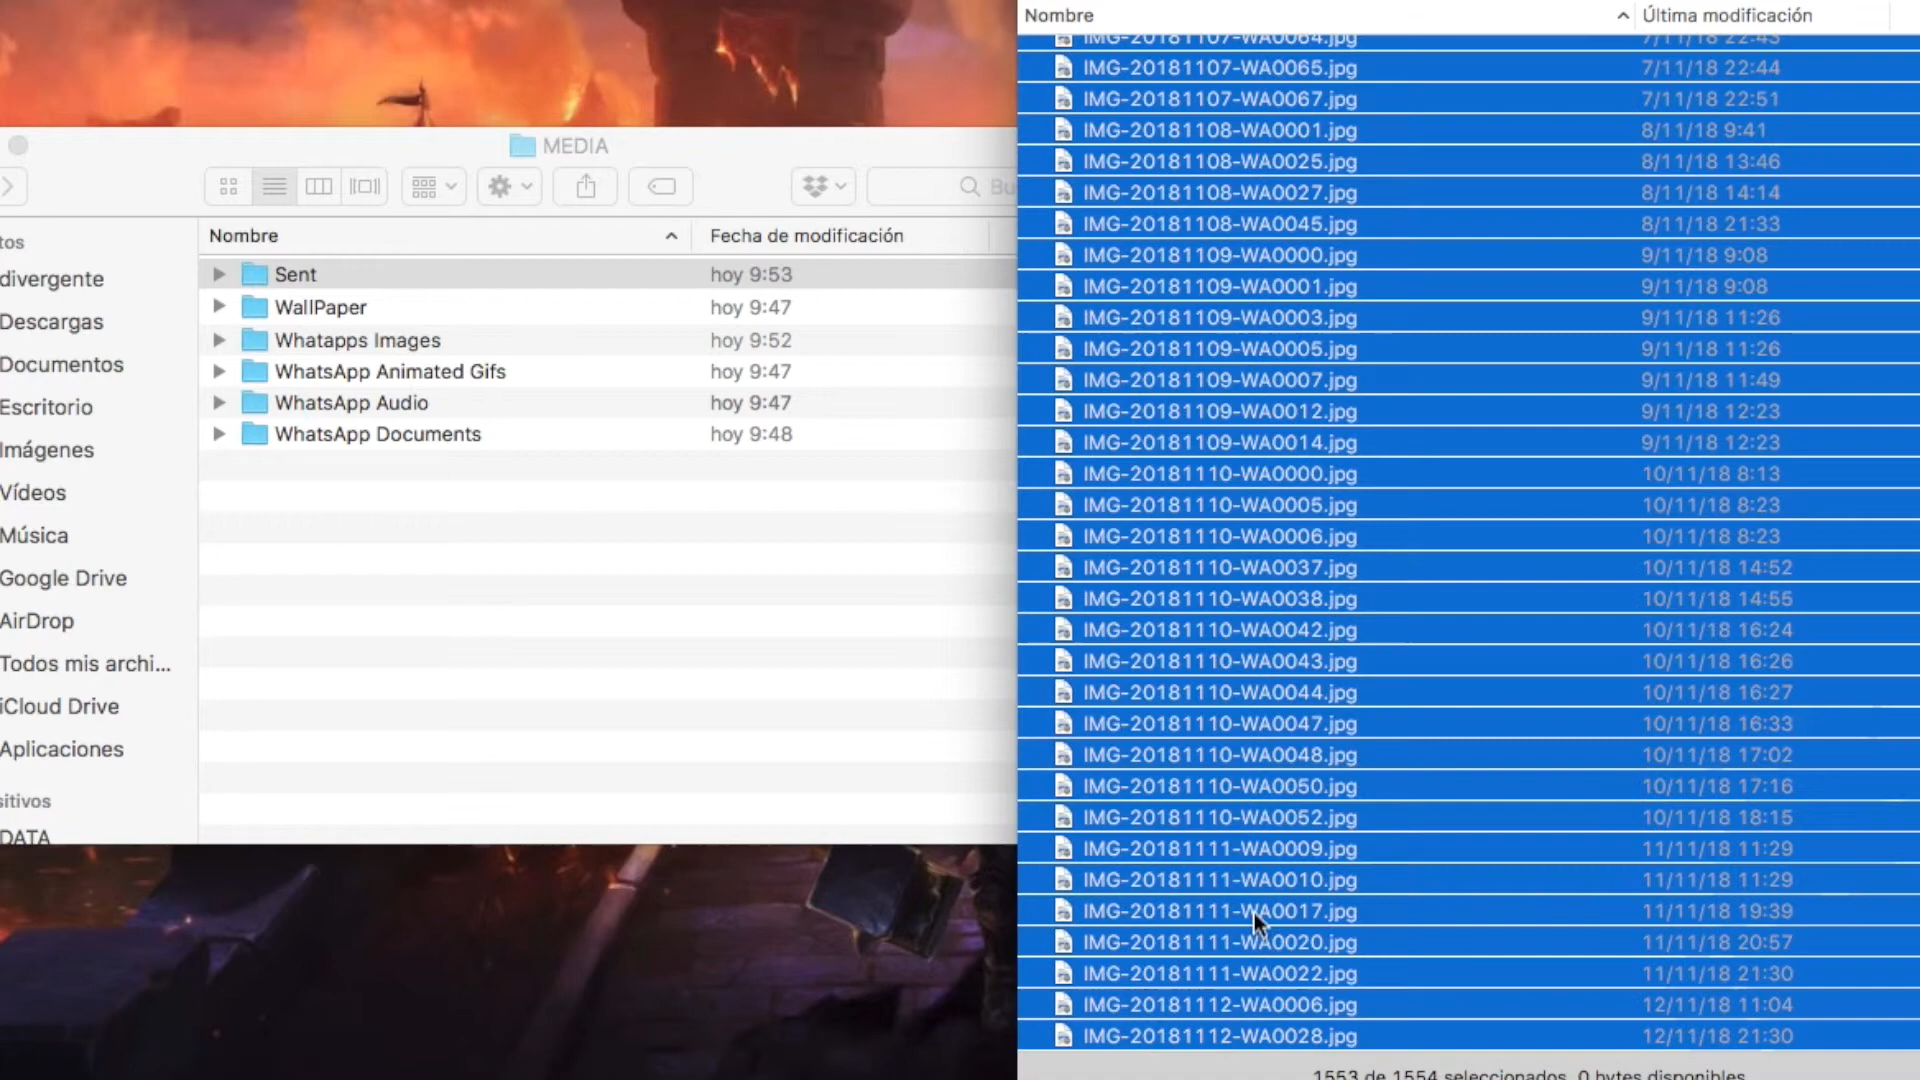 MEDIA
Bu
Nombre
Fecha de modificación
Sent
hoy 9:53
WallPaper
hoy 9:47
Whatapps Images
hoy 9:52
WhatsApp Animated Gifs
hoy 9:47
WhatsApp Audio
hoy 9:47
WhatsApp Documents
hoy 9:48
tos
divergente
Descargas
Documentos
Escritorio
Imágenes
Vídeos
Música
Google Drive
AirDrop
Todos mis archi...
iCloud Drive
Aplicaciones
sitivos
DATA
Nombre
Última modificación
IMG-20181107-WA0064.jpg
7/11/18 22:43
IMG-20181107-WA0065.jpg
7/11/18 22:44
IMG-20181107-WA0067.jpg
7/11/18 22:51
IMG-20181108-WA0001.jpg
8/11/18 9:41
IMG-20181108-WA0025.jpg
8/11/18 13:46
IMG-20181108-WA0027.jpg
8/11/18 14:14
IMG-20181108-WA0045.jpg
8/11/18 21:33
IMG-20181109-WA0000.jpg
9/11/18 9:08
IMG-20181109-WA0001.jpg
9/11/18 9:08
IMG-20181109-WA0003.jpg
9/11/18 11:26
IMG-20181109-WA0005.jpg
9/11/18 11:26
IMG-20181109-WA0007.jpg
9/11/18 11:49
IMG-20181109-WA0012.jpg
9/11/18 12:23
IMG-20181109-WA0014.jpg
9/11/18 12:23
IMG-20181110-WA0000.jpg
10/11/18 8:13
IMG-20181110-WA0005.jpg
10/11/18 8:23
IMG-20181110-WA0006.jpg
10/11/18 8:23
IMG-20181110-WA0037.jpg
10/11/18 14:52
IMG-20181110-WA0038.jpg
10/11/18 14:55
IMG-20181110-WA0042.jpg
10/11/18 16:24
IMG-20181110-WA0043.jpg
10/11/18 16:26
IMG-20181110-WA0044.jpg
10/11/18 16:27
IMG-20181110-WA0047.jpg
10/11/18 16:33
IMG-20181110-WA0048.jpg
10/11/18 17:02
IMG-20181110-WA0050.jpg
10/11/18 17:16
IMG-20181110-WA0052.jpg
10/11/18 18:15
IMG-20181111-WA0009.jpg
11/11/18 11:29
IMG-20181111-WA0010.jpg
11/11/18 11:29
IMG-20181111-WA0017.jpg
11/11/18 19:39
IMG-20181111-WA0020.jpg
11/11/18 20:57
IMG-20181111-WA0022.jpg
11/11/18 21:30
IMG-20181112-WA0006.jpg
12/11/18 11:04
IMG-20181112-WA0028.jpg
12/11/18 21:30
1553 de 1554 seleccionados, 0 bytes disponibles